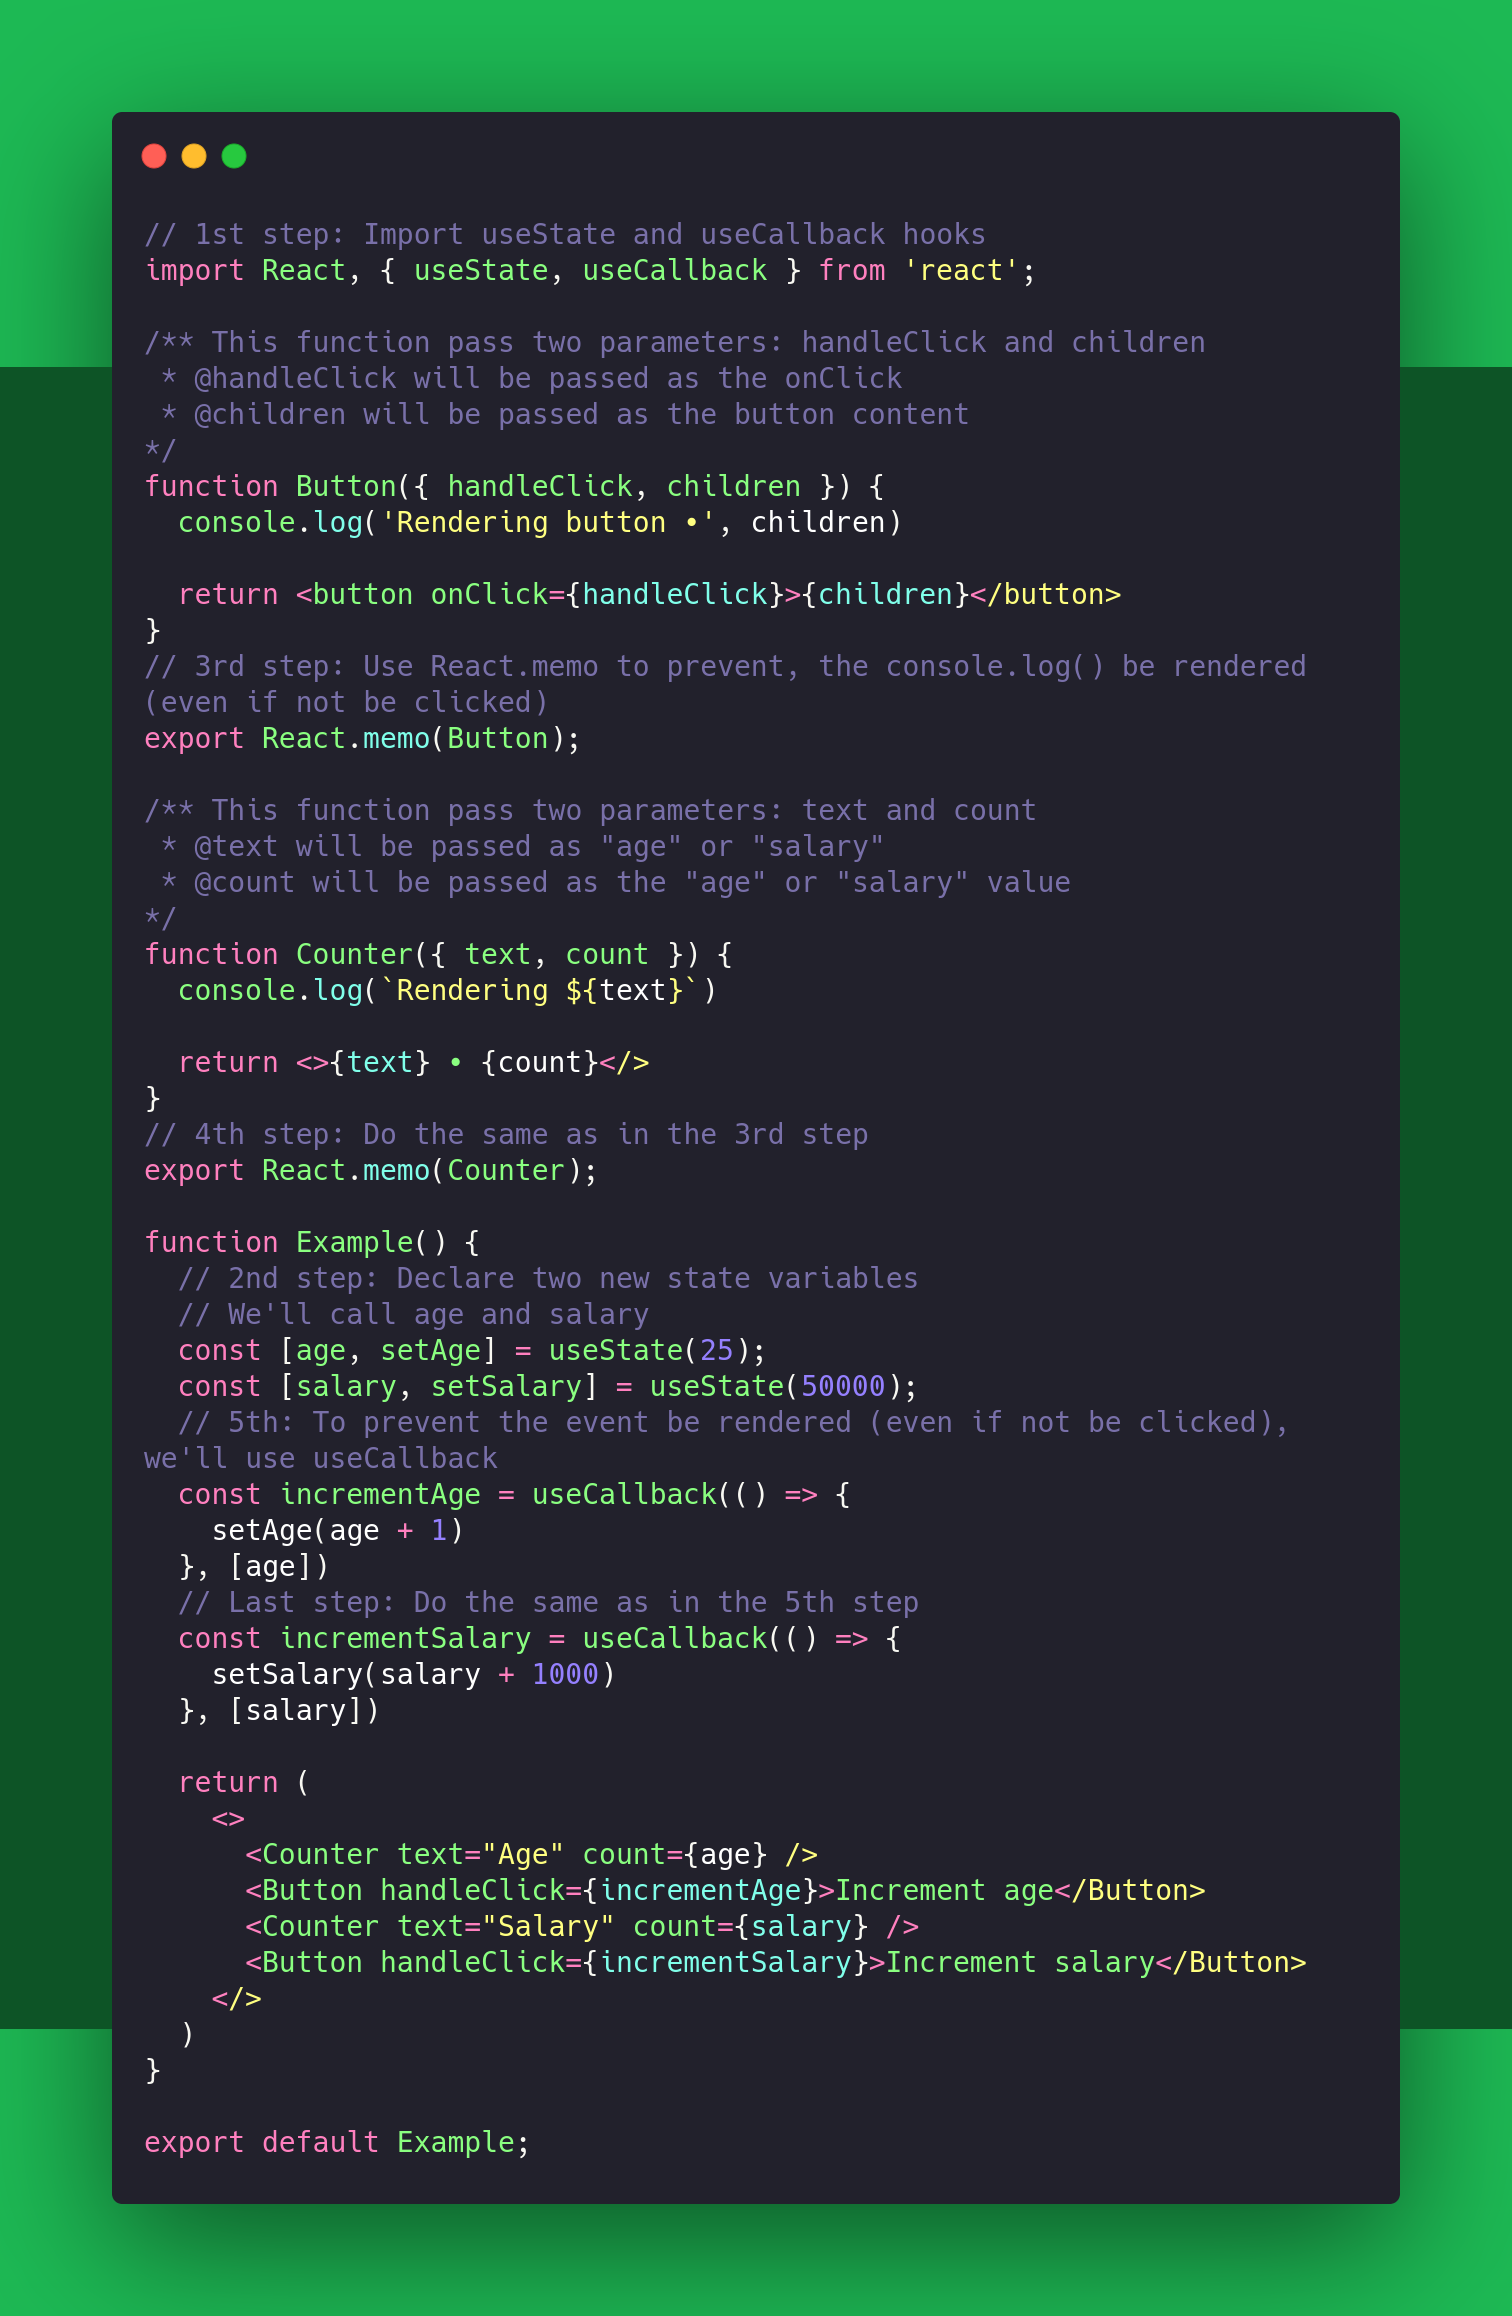 // 1st step: Import useState and useCallback hooks
import React, { useState, useCallback } from 'react';

/** This function pass two parameters: handleClick and children
 * @handleClick will be passed as the onClick
 * @children will be passed as the button content
*/
function Button({ handleClick, children }) {
  console.log('Rendering button •', children)

  return <button onClick={handleClick}>{children}</button>
}
// 3rd step: Use React.memo to prevent, the console.log() be rendered
(even if not be clicked)
export React.memo(Button);

/** This function pass two parameters: text and count
 * @text will be passed as "age" or "salary"
 * @count will be passed as the "age" or "salary" value
*/
function Counter({ text, count }) {
  console.log(`Rendering ${text}`)

  return <>{text} • {count}</>
}
// 4th step: Do the same as in the 3rd step
export React.memo(Counter);

function Example() {
  // 2nd step: Declare two new state variables
  // We'll call age and salary
  const [age, setAge] = useState(25);
  const [salary, setSalary] = useState(50000);
  // 5th: To prevent the event be rendered (even if not be clicked),
we'll use useCallback
  const incrementAge = useCallback(() => {
    setAge(age + 1)
  }, [age])
  // Last step: Do the same as in the 5th step
  const incrementSalary = useCallback(() => {
    setSalary(salary + 1000)
  }, [salary])

  return (
    <>
      <Counter text="Age" count={age} />
      <Button handleClick={incrementAge}>Increment age</Button>
      <Counter text="Salary" count={salary} />
      <Button handleClick={incrementSalary}>Increment salary</Button>
    </>
  )
}

export default Example;